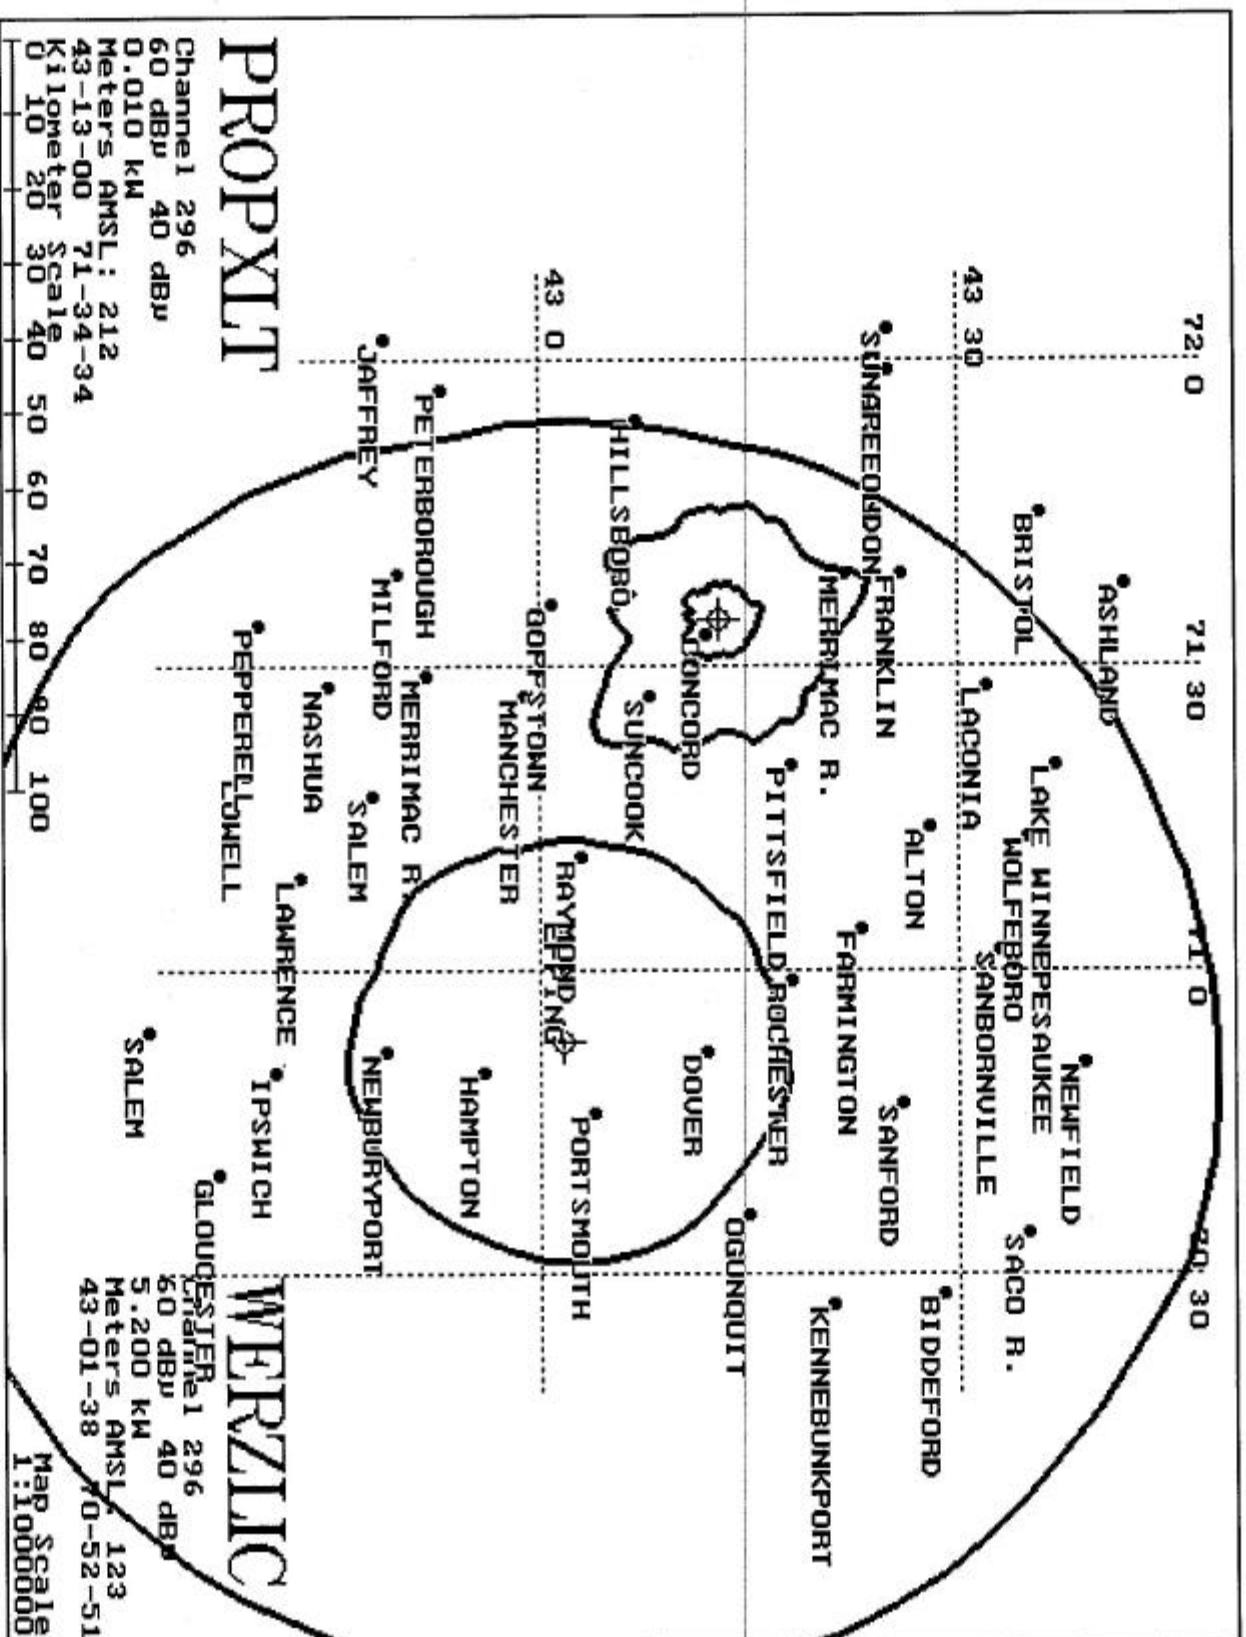 72 0
71 30
71 0
70 30
ASHLAND
BRISTOL
LAKE WINNEPESAUKEE
NEWFIELD
WOLFEBORO
SACO R.
43 30
LACONIA
SANBORNVILLE
BIDDEFORD
FRANKLIN
ALTON
SANFORD
MERRIMAC R.
FARMINGTON
KENNEBUNKPORT
PITTSFIELD
ROCHESTER
OGUNQUIT
CONCORD
DOVER
HILLSBORO
SUNCOOK
43 0
GOFFSTOWN
RAYMOND
EPPING
PORTSMOUTH
MANCHESTER
HAMPTON
PETERBOROUGH
MERRIMAC R.
JAFFREY
MILFORD
SALEM
NEWBURYPORT
NASHUA
LAWRENCE
PEPPERELL
LOWELL
IPSWICH
GLOUCESTER
SALEM
PROPXLT
Channel 296
60 dBµ 40 dBµ
0.010 kW
Meters AMSL: 212
43-13-00 71-34-34
Kilometer Scale
0 10 20 30 40 50 60 70 80 90 100
WERZLIC
Channel 296
60 dBµ 40 dBµ
5.200 kW
Meters AMSL: 123
43-01-38 70-52-51
Map Scale
1:1000000